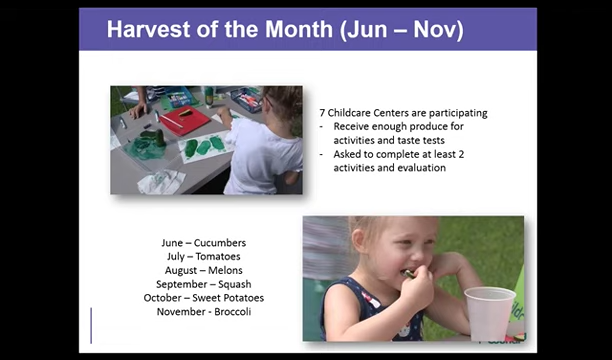 Harvest of the Month (Jun – Nov)
7 Childcare Centers are participating
- Receive enough produce for
activities and taste tests
- Asked to complete at least 2
activities and evaluation
June – Cucumbers
July – Tomatoes
August – Melons
September – Squash
October – Sweet Potatoes
November - Broccoli